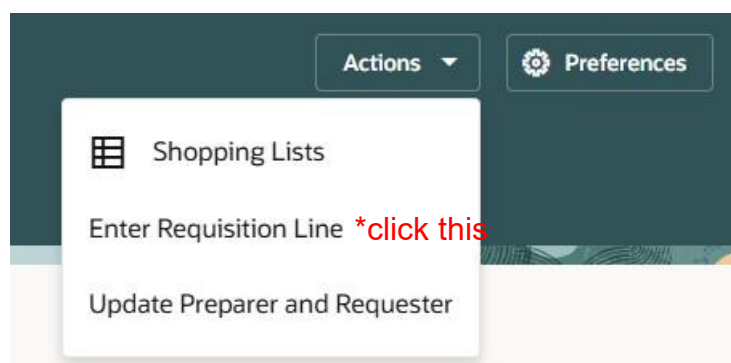 Actions
Preferences
Shopping Lists
Enter Requisition Line *click this
Update Preparer and Requester